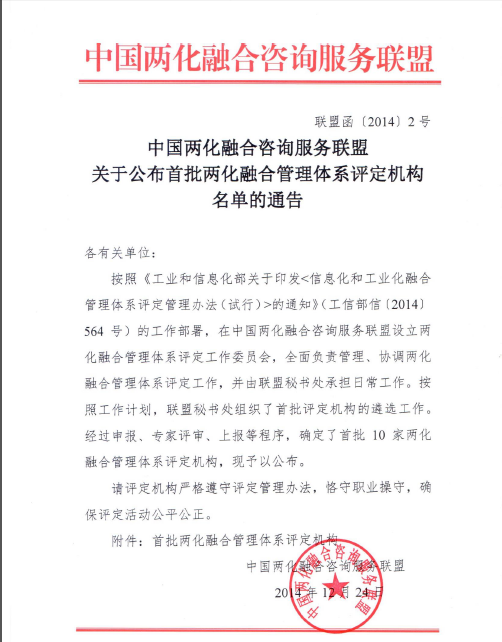 中国两化融合咨询服务联盟
联盟函〔2014〕2 号
中国两化融合咨询服务联盟
关于公布首批两化融合管理体系评定机构
名单的通告
各有关单位：
按照《工业和信息化部关于印发<信息化和工业化融合
管理体系评定管理办法（试行）>的通知》（工信部信〔2014〕
564 号）的工作部署，在中国两化融合咨询服务联盟设立两
化融合管理体系评定工作委员会，全面负责管理、协调两化
融合管理体系评定工作，并由联盟秘书处承担日常工作。按
照工作计划，联盟秘书处组织了首批评定机构的遴选工作。
经过申报、专家评审、上报等程序，确定了首批 10 家两化
融合管理体系评定机构，现予以公布。
请评定机构严格遵守评定管理办法，恪守职业操守，确
保评定活动公平公正。
附件：首批两化融合管理体系评定机构
中国两化融合咨询服务联盟
2014 年 12 月 24 日
中国两化融合咨询服务联盟